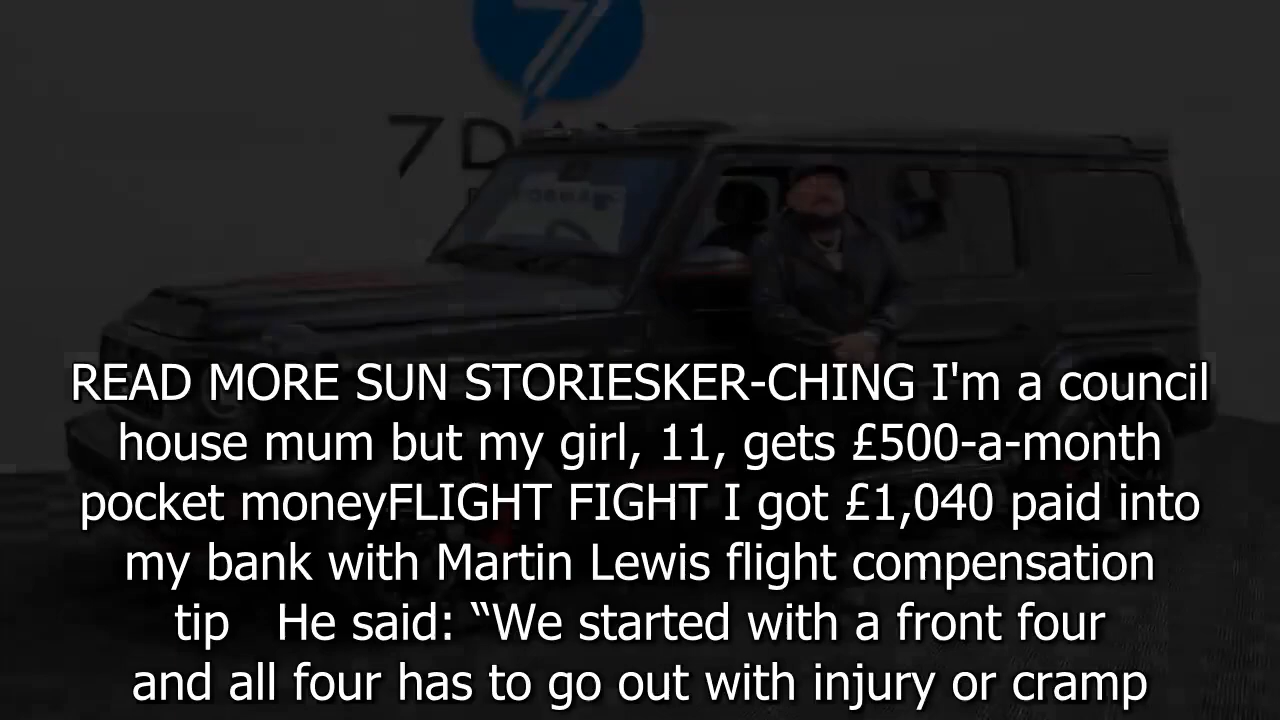 7
7 D
READ MORE SUN STORIESKER-CHING I'm a council
house mum but my girl, 11, gets £500-a-month
pocket moneyFLIGHT FIGHT I got £1,040 paid into
my bank with Martin Lewis flight compensation
tip He said: “We started with a front four
and all four has to go out with injury or cramp